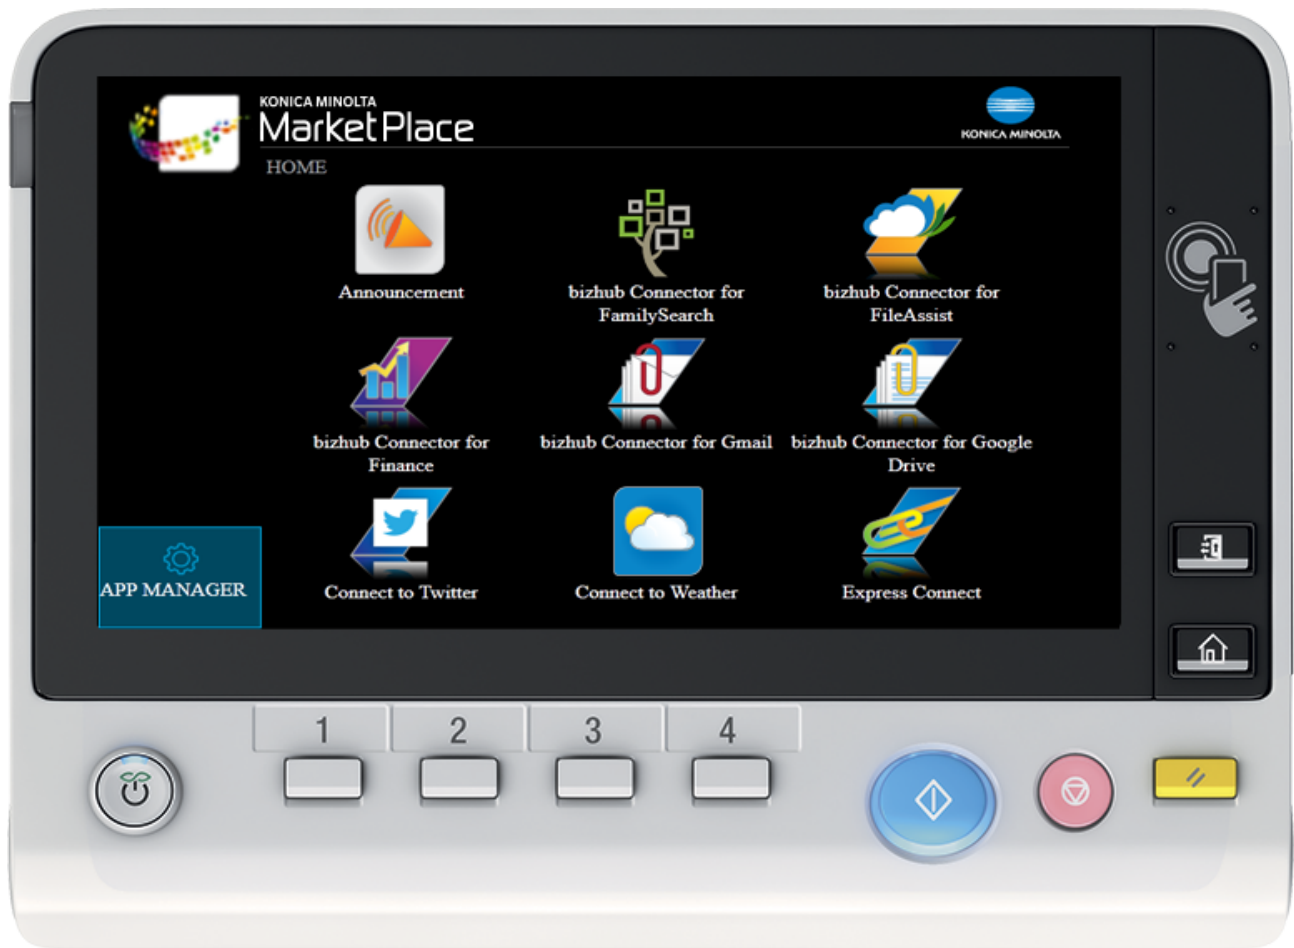 KONICA MINOLTA
MarketPlace
KONICA MINOLTA
HOME
Announcement
bizhub Connector for
FamilySearch
bizhub Connector for
FileAssist
bizhub Connector for
Finance
bizhub Connector for Gmail
bizhub Connector for Google
Drive
Connect to Twitter
Connect to Weather
Express Connect
APP MANAGER
1
2
3
4